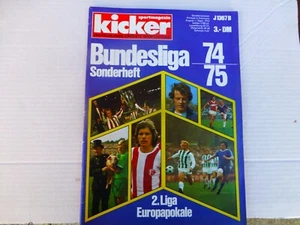 sportmagazin
kicker
J 1367 D
3.-DM
Bundesliga 74
Sonderheft 75
2. Liga
Europapokale